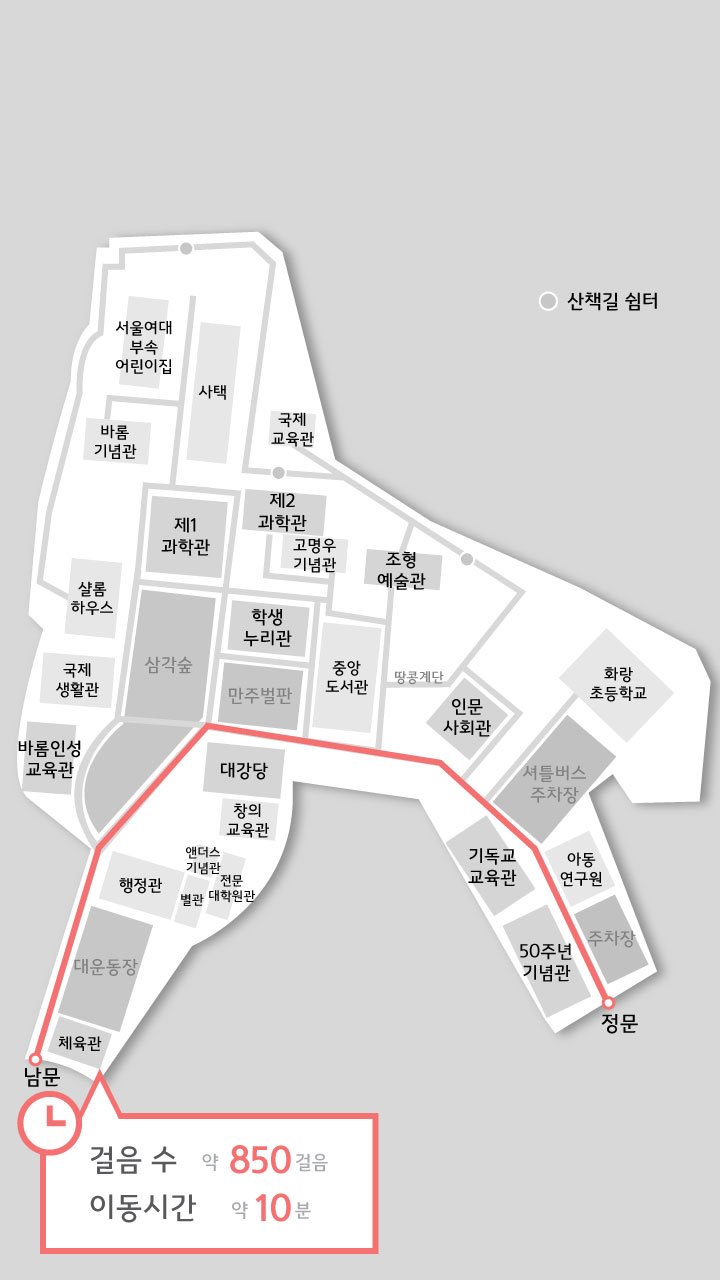 산책길 쉼터
서울여대
부속
어린이집
사택
바롬
기념관
국제
교육관
제1
과학관
제2
과학관
고명우
기념관
조형
예술관
샬롬
하우스
학생
누리관
삼각숲
중앙
도서관
국제
생활관
만주벌판
땅콩계단
화랑
초등학교
인문
사회관
바롬인성
교육관
대강당
셔틀버스
주차장
창의
교육관
앤더스
기념관
기독교
교육관
아동
연구원
행정관
별관
전문
대학원관
대운동장
50주년
기념관
주차장
체육관
정문
남문
걸음 수 약 850 걸음
이동시간 약 10 분